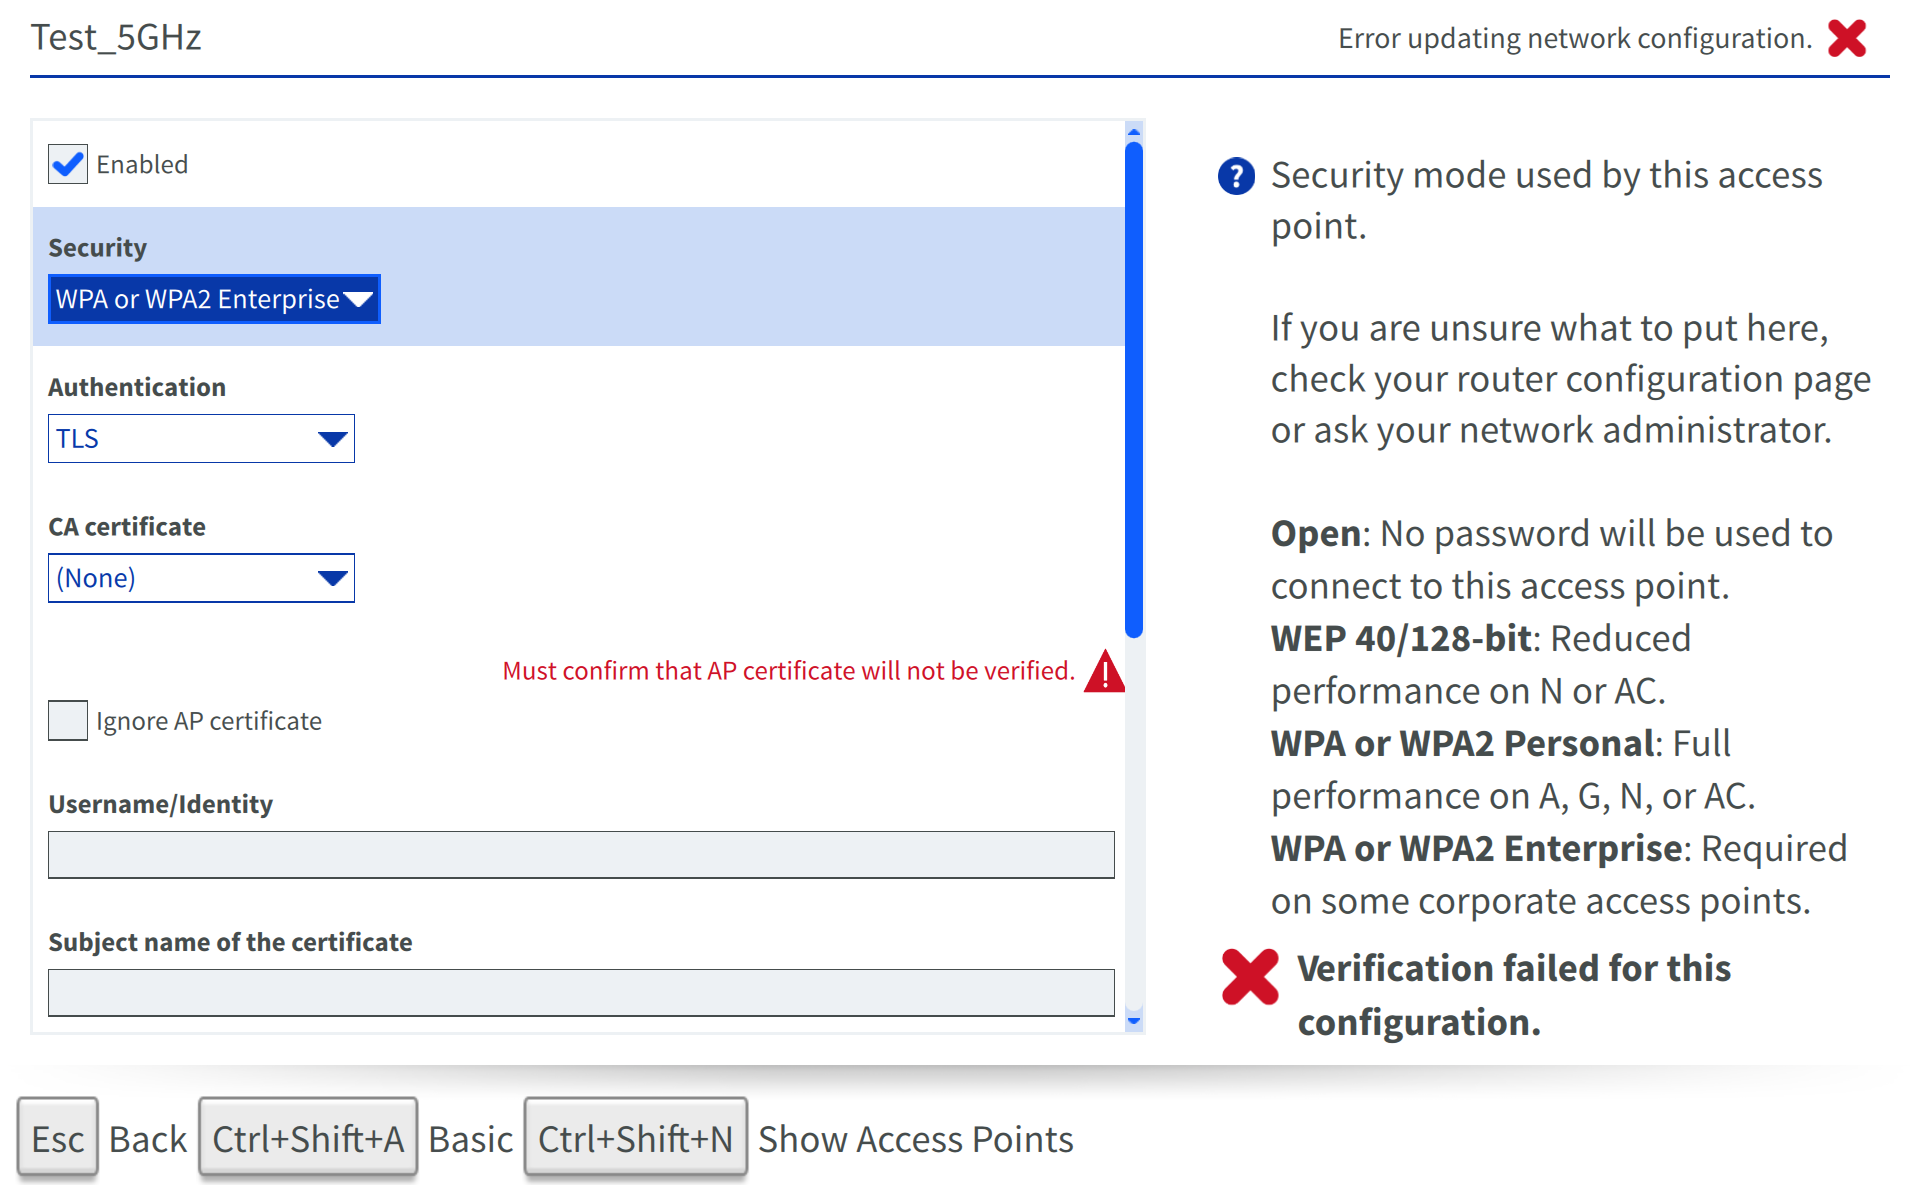 Test_5GHz
Error updating network configuration.
Enabled
Security
WPA or WPA2 Enterprise
Authentication
TLS
CA certificate
(None)
Must confirm that AP certificate will not be verified.
Ignore AP certificate
Username/Identity
Subject name of the certificate
Security mode used by this access
point.
If you are unsure what to put here,
check your router configuration page
or ask your network administrator.
Open: No password will be used to
connect to this access point.
WEP 40/128-bit: Reduced
performance on N or AC.
WPA or WPA2 Personal: Full
performance on A, G, N, or AC.
WPA or WPA2 Enterprise: Required
on some corporate access points.
Verification failed for this
configuration.
Esc Back Ctrl+Shift+A Basic Ctrl+Shift+N Show Access Points